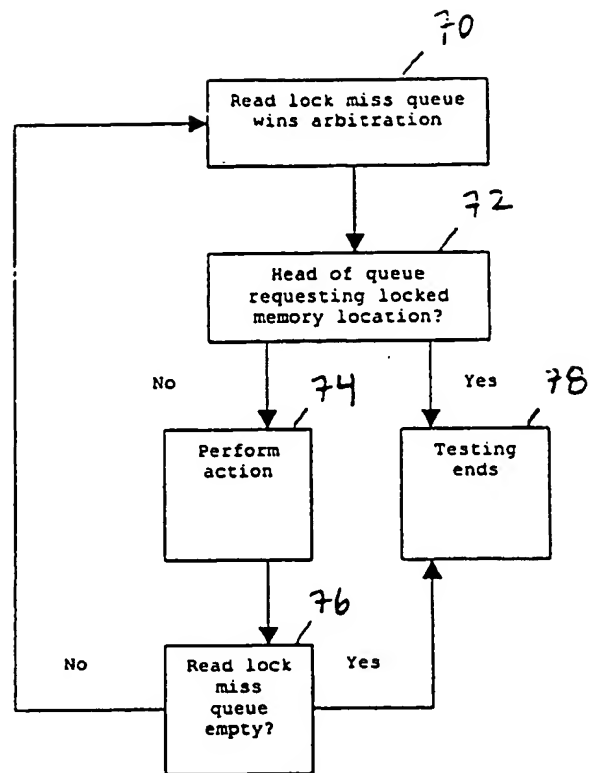 70
Read lock miss queue
wins arbitration
72
Head of queue
requesting locked
memory location?
No
Yes
74
78
Perform
action
Testing
ends
76
No
Yes
Read lock
miss
queue
empty?